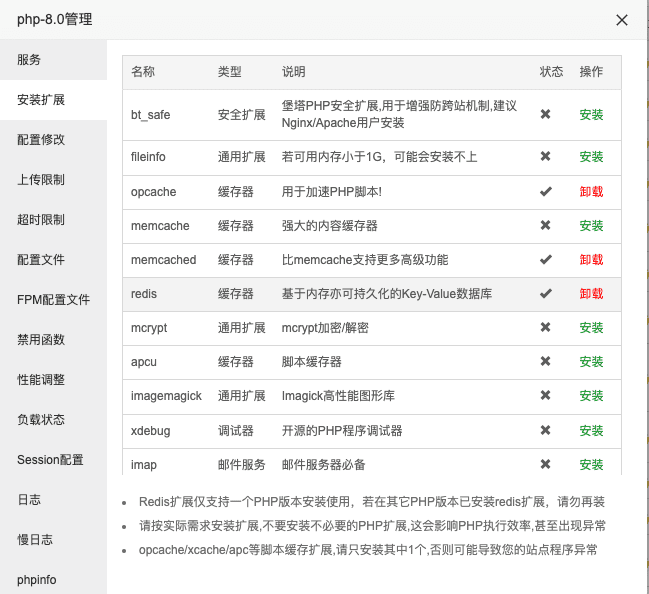 php-8.0管理
服务
安装扩展
配置修改
上传限制
超时限制
配置文件
FPM配置文件
禁用函数
性能调整
负载状态
Session配置
日志
慢日志
phpinfo
名称 类型 说明 状态 操作
bt_safe 安全扩展 堡塔PHP安全扩展,用于增强防跨站机制,建议
Nginx/Apache用户安装 安装
fileinfo 通用扩展 若可用内存小于1G，可能会安装不上 安装
opcache 缓存器 用于加速PHP脚本! 卸载
memcache 缓存器 强大的内容缓存器 安装
memcached 缓存器 比memcache支持更多高级功能 卸载
redis 缓存器 基于内存亦可持久化的Key-Value数据库 卸载
mcrypt 通用扩展 mcrypt加密/解密 安装
apcu 缓存器 脚本缓存器 安装
imagemagick 通用扩展 Imagick高性能图形库 安装
xdebug 调试器 开源的PHP程序调试器 安装
imap 邮件服务 邮件服务器必备 安装
Redis扩展仅支持一个PHP版本安装使用，若在其它PHP版本已安装redis扩展，请勿再装
请按实际需求安装扩展,不要安装不必要的PHP扩展,这会影响PHP执行效率,甚至出现异常
opcache/xcache/apc等脚本缓存扩展,请只安装其中1个,否则可能导致您的站点程序异常